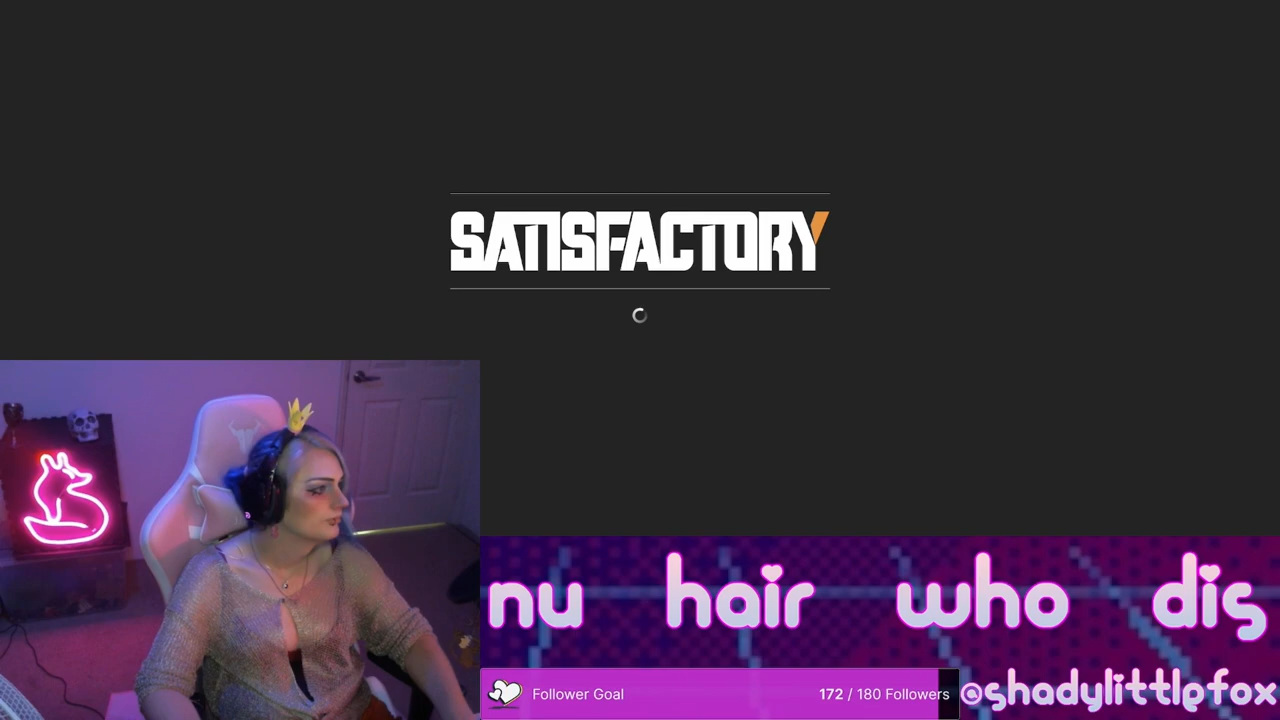 SATISFACTORY
nu hair who dis
Follower Goal 172 / 180 Followers
@shadylittlefox